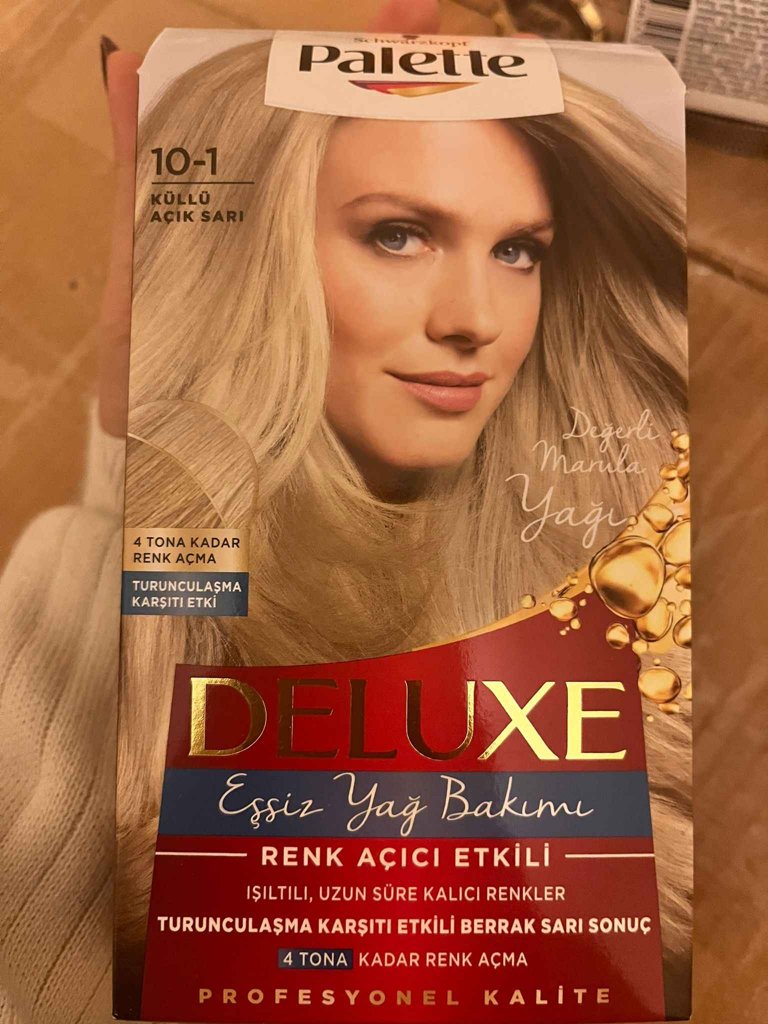 Schwarzkopf
Palette
10-1
KÜLLÜ
AÇIK SARI
Değerli
Marula
Yağı
4 TONA KADAR
RENK AÇMA
TURUNCULAŞMA
KARŞITI ETKİ
DELUXE
Eşsiz Yağ Bakımı
RENK AÇICI ETKİLİ
IŞILTILI, UZUN SÜRE KALICI RENKLER
TURUNCULAŞMA KARŞITI ETKİLİ BERRAK SARI SONUÇ
4 TONA KADAR RENK AÇMA
PROFESYONEL KALİTE